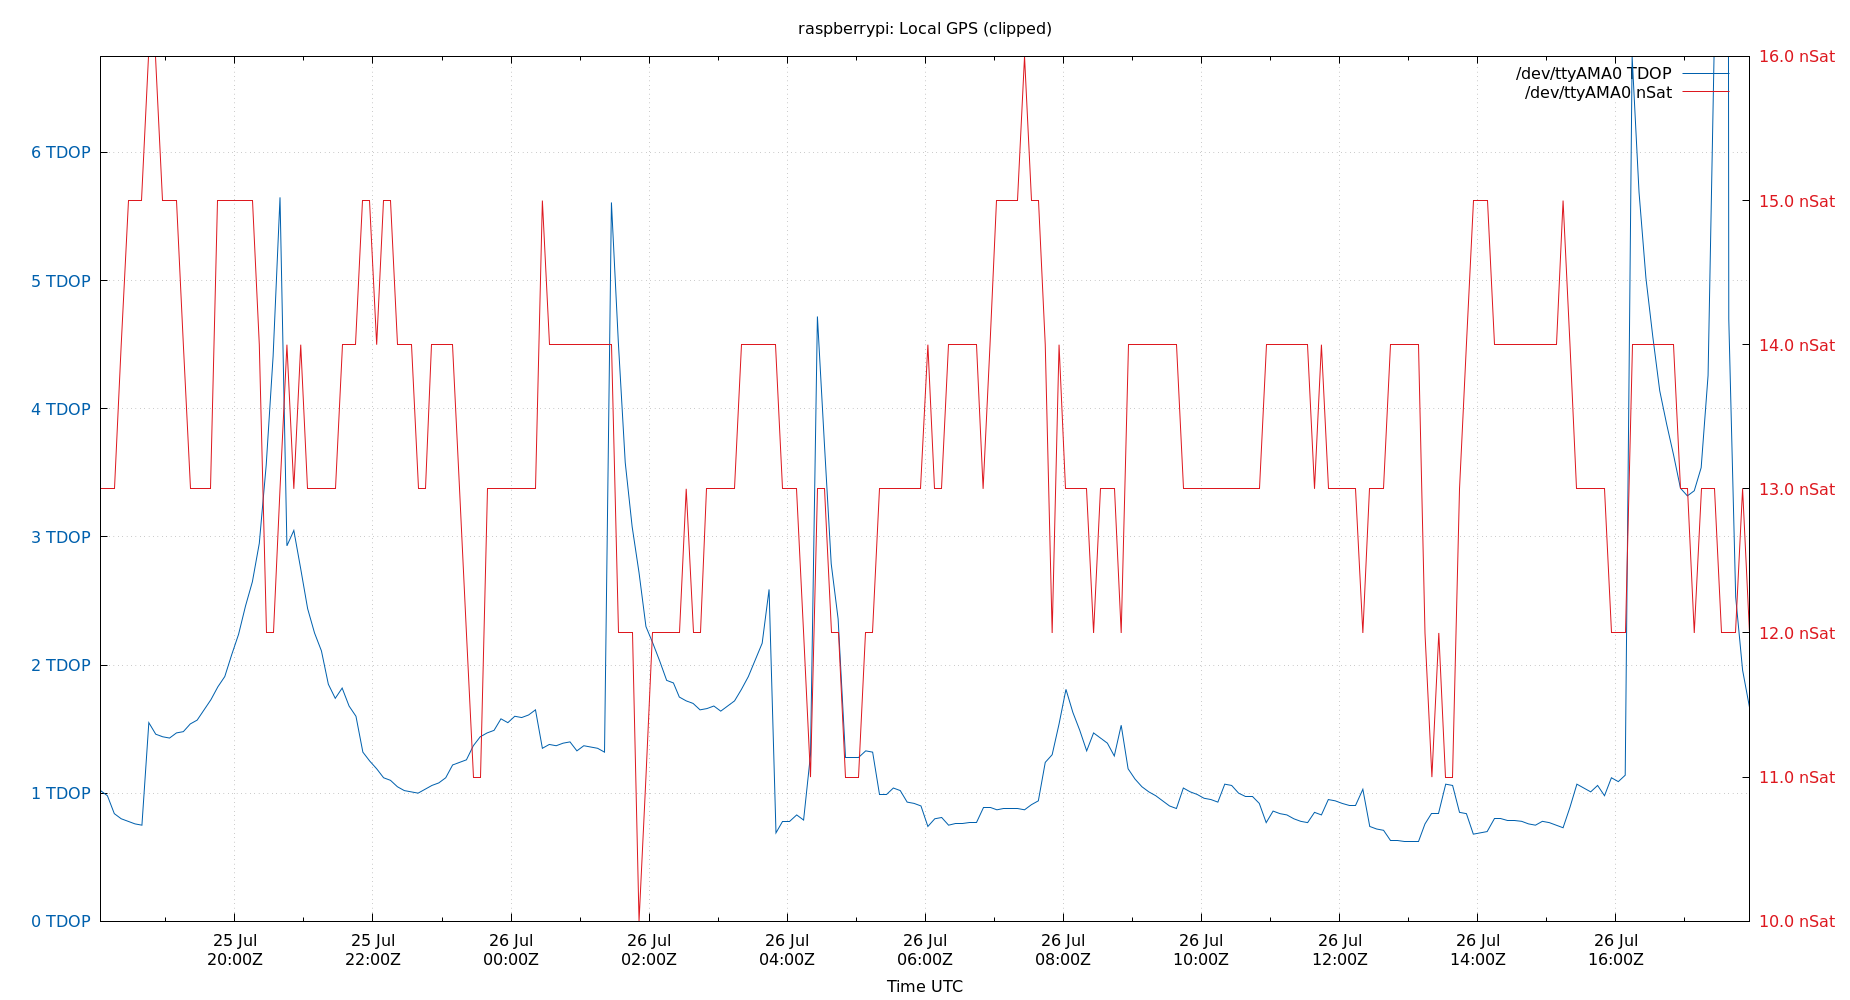 raspberrypi: Local GPS (clipped)
/dev/ttyAMA0 TDOP
/dev/ttyAMA0 nSat
6 TDOP
5 TDOP
4 TDOP
3 TDOP
2 TDOP
1 TDOP
0 TDOP
16.0 nSat
15.0 nSat
14.0 nSat
13.0 nSat
12.0 nSat
11.0 nSat
10.0 nSat
25 Jul
20:00Z
25 Jul
22:00Z
26 Jul
00:00Z
26 Jul
02:00Z
26 Jul
04:00Z
26 Jul
06:00Z
26 Jul
08:00Z
26 Jul
10:00Z
26 Jul
12:00Z
26 Jul
14:00Z
26 Jul
16:00Z
Time UTC